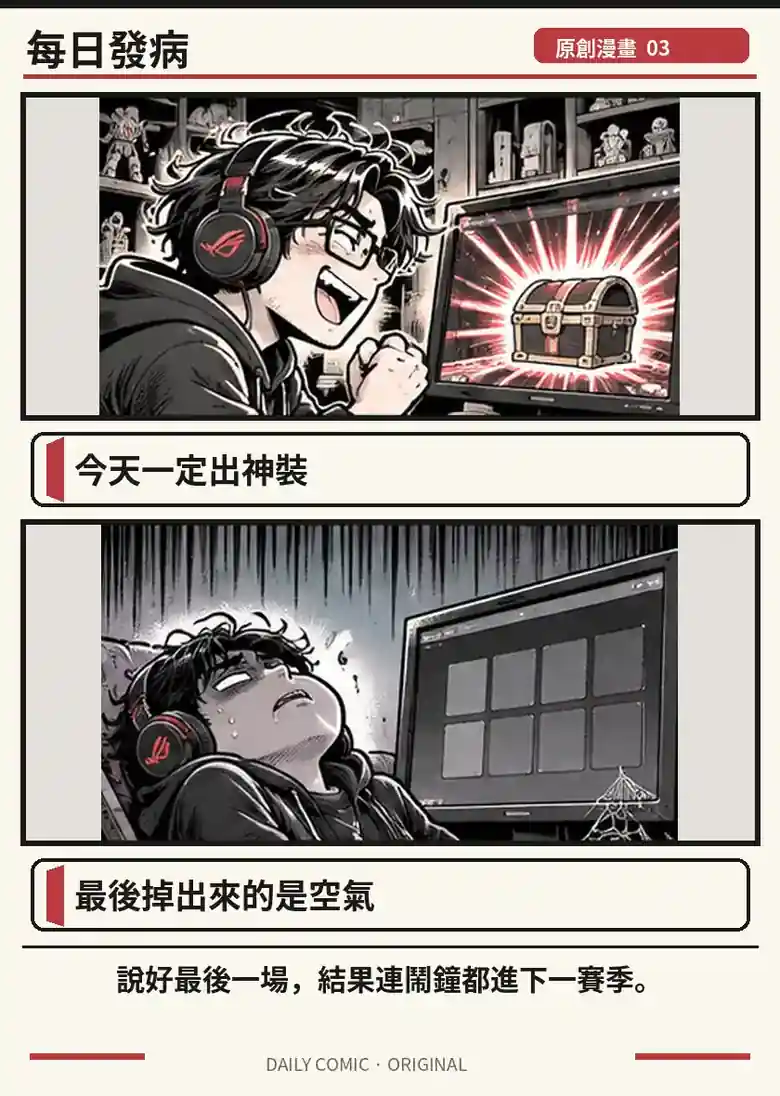 每日發病
原創漫畫 03
今天一定出神裝
最後掉出來的是空氣
說好最後一場，結果連鬧鐘都進下一賽季。
DAILY COMIC · ORIGINAL